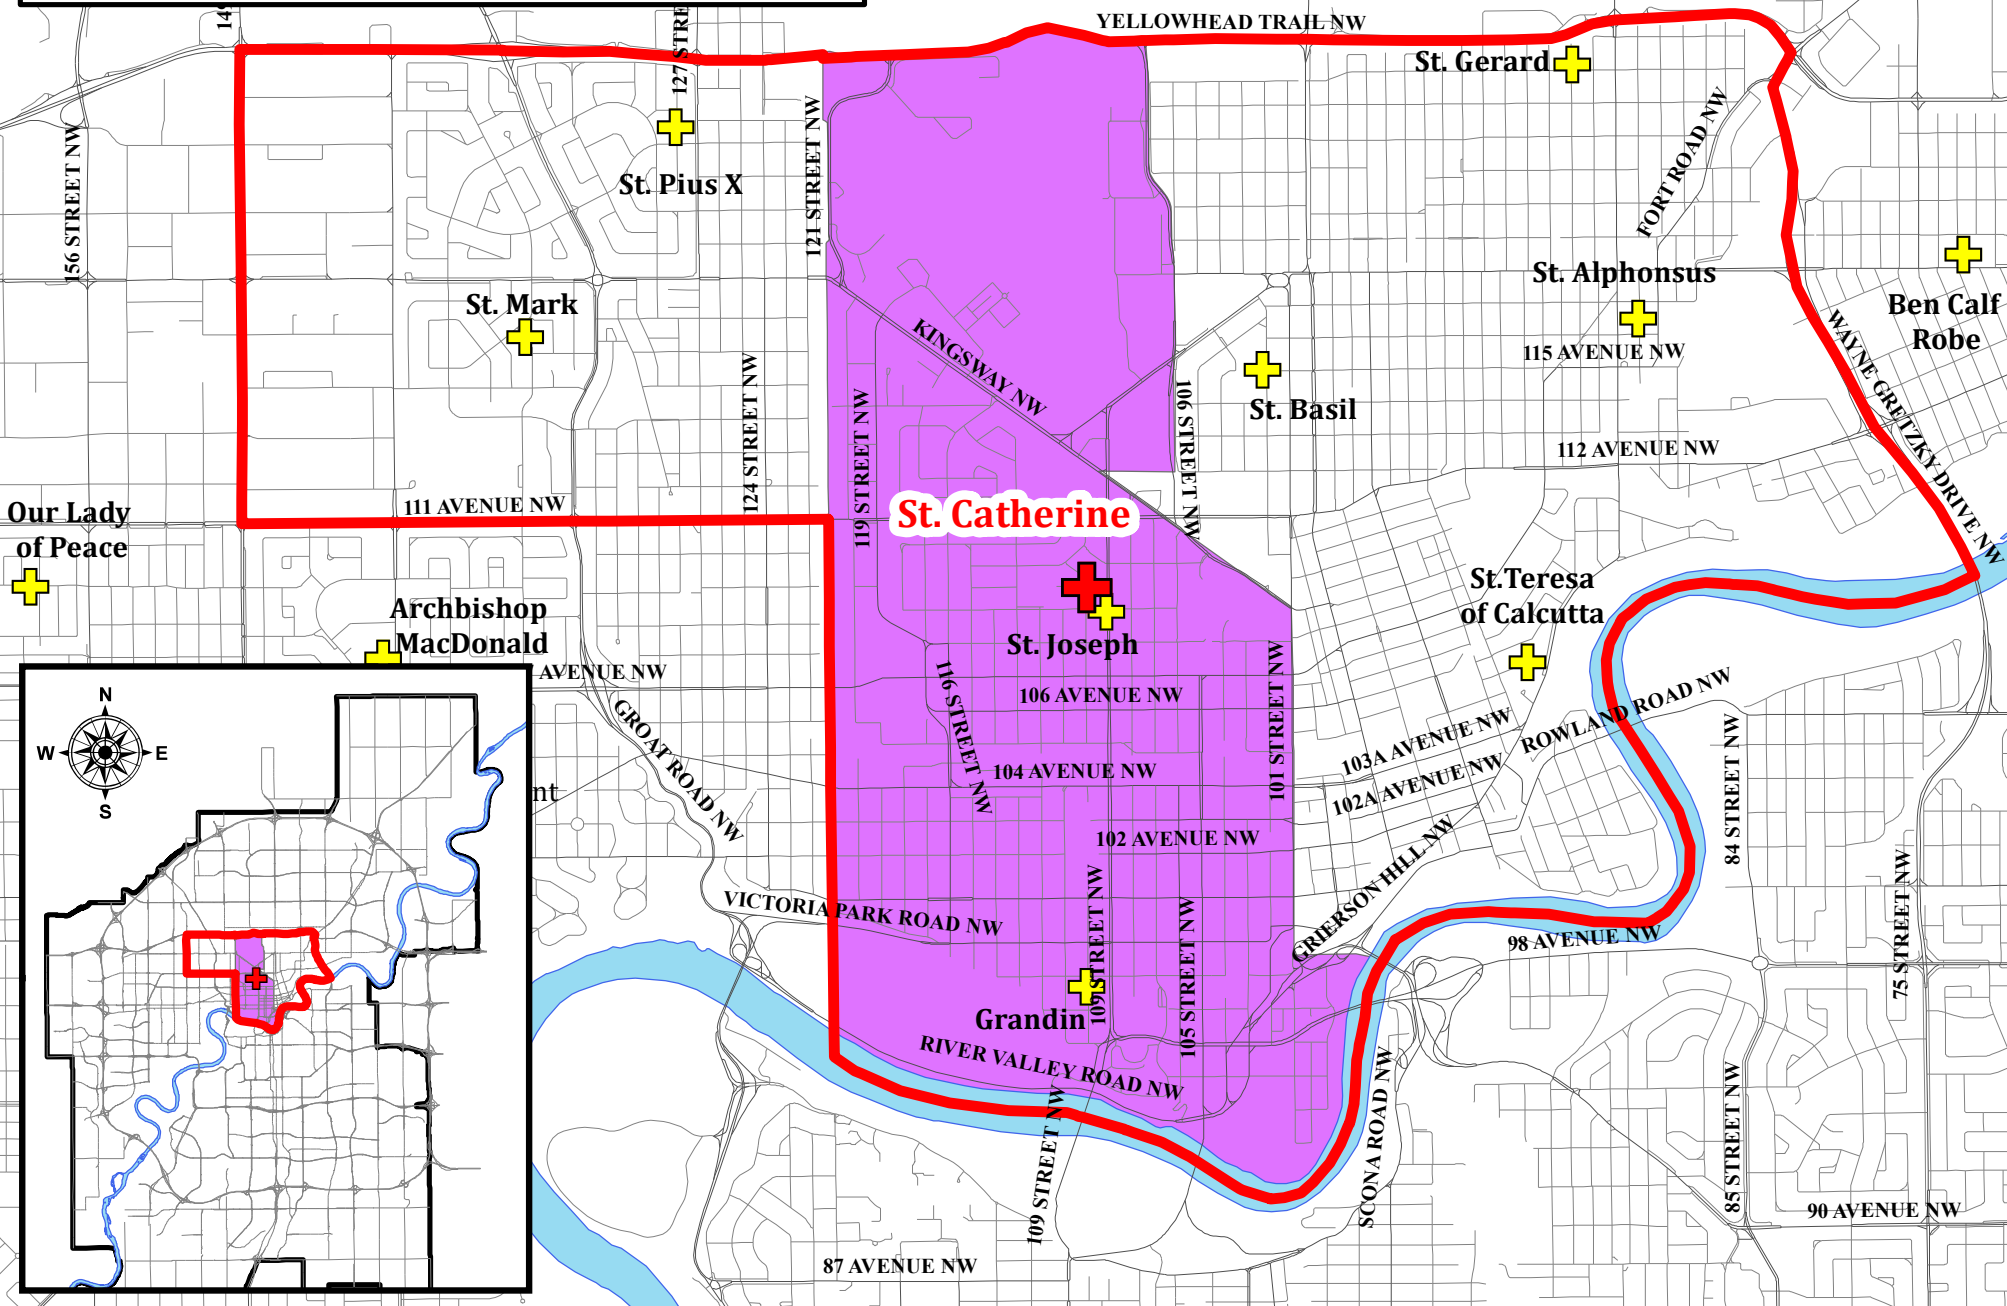 149
127 STRE
YELLOWHEAD TRAIL NW
St. Gerard
156 STREET NW
St. Pius X
121 STREET NW
FORT ROAD NW
St. Mark
St. Alphonsus
Ben Calf
Robe
KINGSWAY NW
115 AVENUE NW
WAYNE GRETZKY DRIVE NW
124 STREET NW
119 STREET NW
106 STREET NW
St. Basil
112 AVENUE NW
111 AVENUE NW
Our Lady
of Peace
St. Catherine
Archbishop
MacDonald
St. Joseph
St.Teresa
of Calcutta
AVENUE NW
116 STREET NW
106 AVENUE NW
101 STREET NW
GROAT ROAD NW
104 AVENUE NW
103A AVENUE NW
102A AVENUE NW
ROWLAND ROAD NW
84 STREET NW
nt
102 AVENUE NW
GRIERSON HILL NW
75 STREET NW
VICTORIA PARK ROAD NW
109 STREET NW
105 STREET NW
98 AVENUE NW
Grandin
RIVER VALLEY ROAD NW
109 STREET NW
SCONA ROAD NW
85 STREET NW
90 AVENUE NW
87 AVENUE NW
N
W
E
S